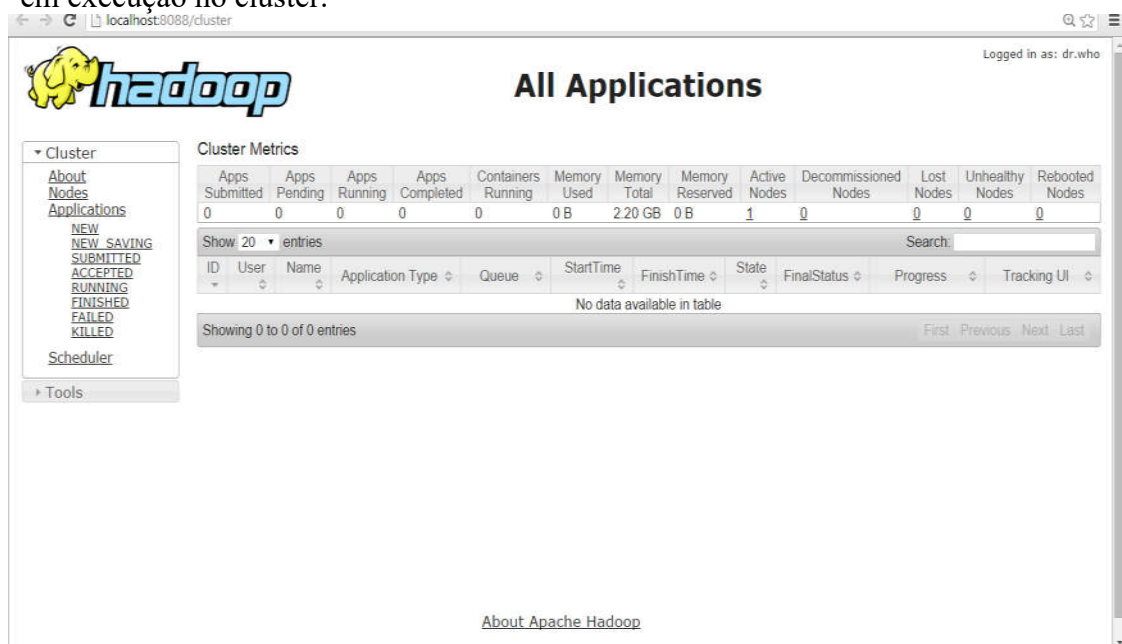 em execução no cluster.
localhost:8088/cluster
Logged in as: dr.who
hadoop
All Applications
Cluster
About
Nodes
Applications
NEW
NEW_SAVING
SUBMITTED
ACCEPTED
RUNNING
FINISHED
FAILED
KILLED
Scheduler
Tools
Cluster Metrics
Apps Submitted Apps Pending Apps Running Apps Completed Containers Running Memory Used Memory Total Memory Reserved Active Nodes Decommissioned Nodes Lost Nodes Unhealthy Nodes Rebooted Nodes
0 0 0 0 0 0 B 2.20 GB 0 B 1 0 0 0 0
Show 20 entries Search:
ID User Name Application Type Queue StartTime FinishTime State FinalStatus Progress Tracking UI
No data available in table
Showing 0 to 0 of 0 entries First Previous Next Last
About Apache Hadoop